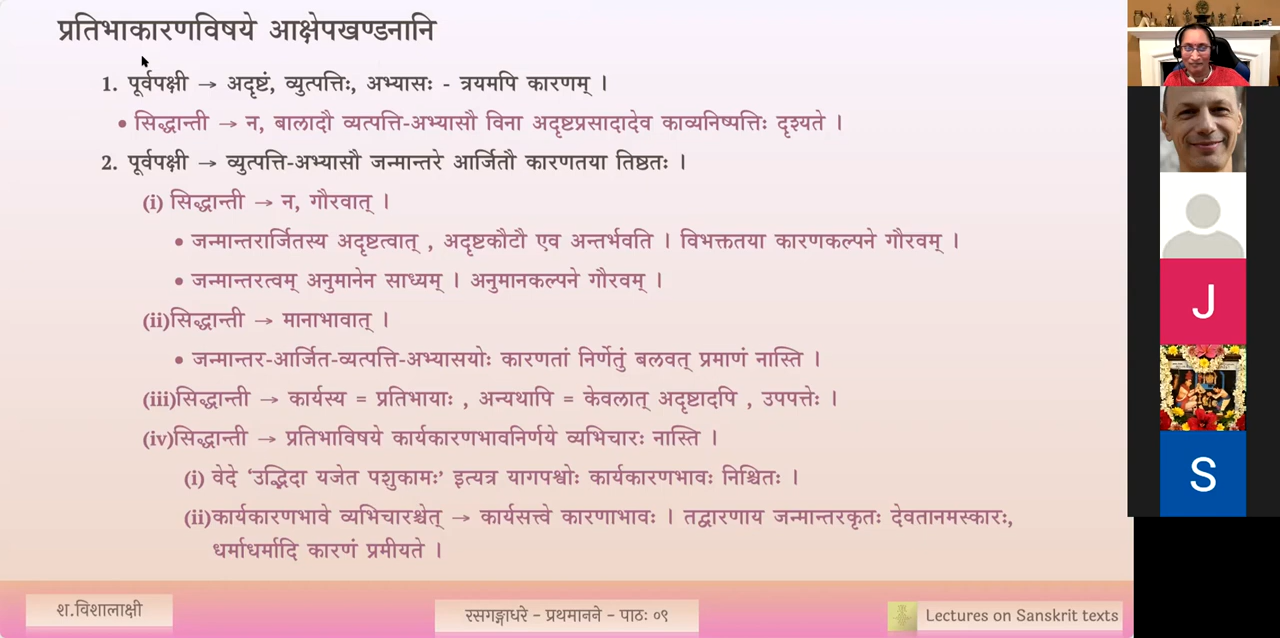 प्रतिभाकारणविषये आक्षेपखण्डनानि
1. पूर्वपक्षी → अदृष्टं, व्युत्पत्तिः, अभ्यासः - त्रयमपि कारणम् ।
• सिद्धान्ती → न, बालादौ व्यत्पत्ति-अभ्यासौ विना अदृष्टप्रसादादेव काव्यनिष्पत्तिः दृश्यते ।
2. पूर्वपक्षी → व्युत्पत्ति-अभ्यासौ जन्मान्तरे आर्जितौ कारणतया तिष्ठतः ।
(i) सिद्धान्ती → न, गौरवात् ।
• जन्मान्तरार्जितस्य अदृष्टत्वात् , अदृष्टकौटौ एव अन्तर्भवति । विभक्ततया कारणकल्पने गौरवम् ।
• जन्मान्तरत्वम् अनुमानेन साध्यम् । अनुमानकल्पने गौरवम् ।
(ii)सिद्धान्ती → मानाभावात् ।
• जन्मान्तर-आर्जित-व्यत्पत्ति-अभ्यासयोः कारणतां निर्णेतुं बलवत् प्रमाणं नास्ति ।
(iii)सिद्धान्ती → कार्यस्य = प्रतिभायाः , अन्यथापि = केवलात् अदृष्टादपि , उपपत्तेः ।
(iv)सिद्धान्ती → प्रतिभाविषये कार्यकारणभावनिर्णये व्यभिचारः नास्ति ।
(i) वेदे ‘उद्भिदा यजेत पशुकामः’ इत्यत्र यागपश्वोः कार्यकारणभावः निश्चितः ।
(ii)कार्यकारणभावे व्यभिचारश्चेत् → कार्यसत्त्वे कारणाभावः । तद्वारणाय जन्मान्तरकृतः देवतानमस्कारः,
धर्माधर्मादि कारणं प्रमीयते ।
श.विशालाक्षी
रसगङ्गाधरे - प्रथमानने - पाठः ०९
Lectures on Sanskrit texts
J
S